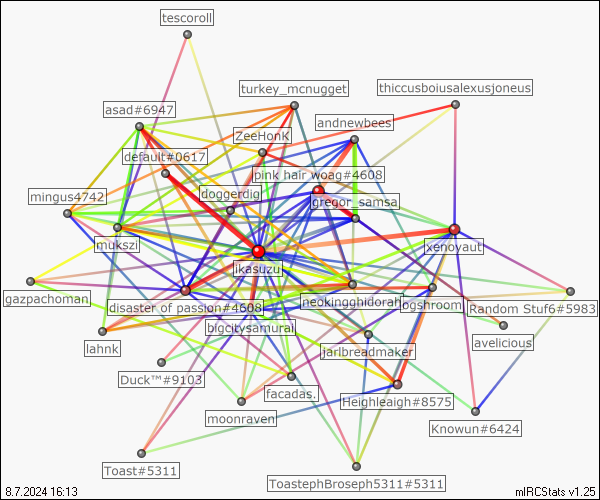 tescoroll
turkey_mcnugget
thiccusboiusalexusjoneus
asad#6947
andnewbees
ZeeHonK
default#0617
pink hair woag#4608
doggerdig
mingus4742
gregor_samsa
mukszi
xenoyaut
ikasuzu
gazpachoman
disaster of passion#4608
neokingghidorah
bgshroom
Random Stuf6#5983
bigcitysamurai
avelicious
lahnk
jarlbreadmaker
Duck™#9103
facadas.
Heighleaigh#8575
moonraven
Knowun#6424
Toast#5311
ToastephBroseph5311#5311
8.7.2024 16:13
mIRCStats v1.25